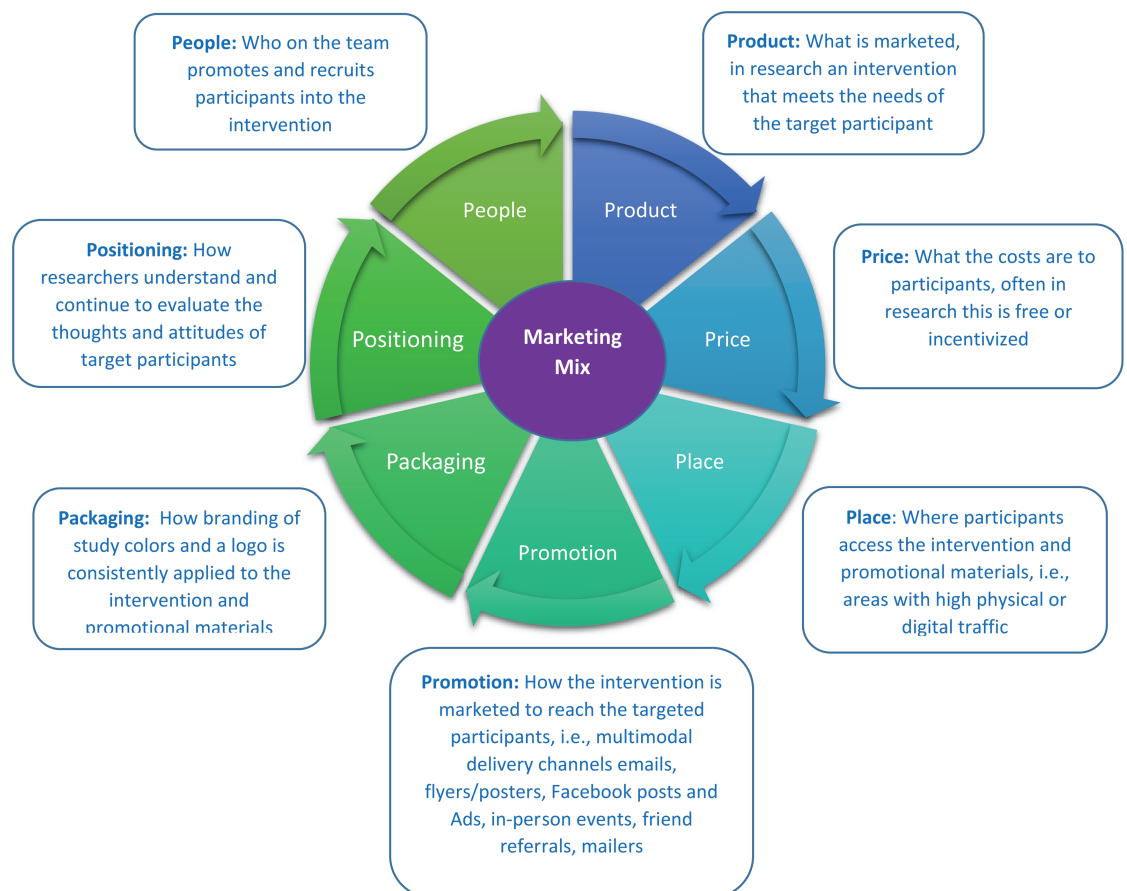 People: Who on the team
promotes and recruits
participants into the
intervention
Product: What is marketed,
in research an intervention
that meets the needs of
the target participant
Positioning: How
researchers understand and
continue to evaluate the
thoughts and attitudes of
target participants
Price: What the costs are to
participants, often in
research this is free or
incentivized
People
Product
Positioning
Marketing
Mix
Price
Packaging
Place
Promotion
Packaging: How branding of
study colors and a logo is
consistently applied to the
intervention and
promotional materials
Place: Where participants
access the intervention and
promotional materials, i.e.,
areas with high physical or
digital traffic
Promotion: How the intervention is
marketed to reach the targeted
participants, i.e., multimodal
delivery channels emails,
flyers/posters, Facebook posts and
Ads, in-person events, friend
referrals, mailers